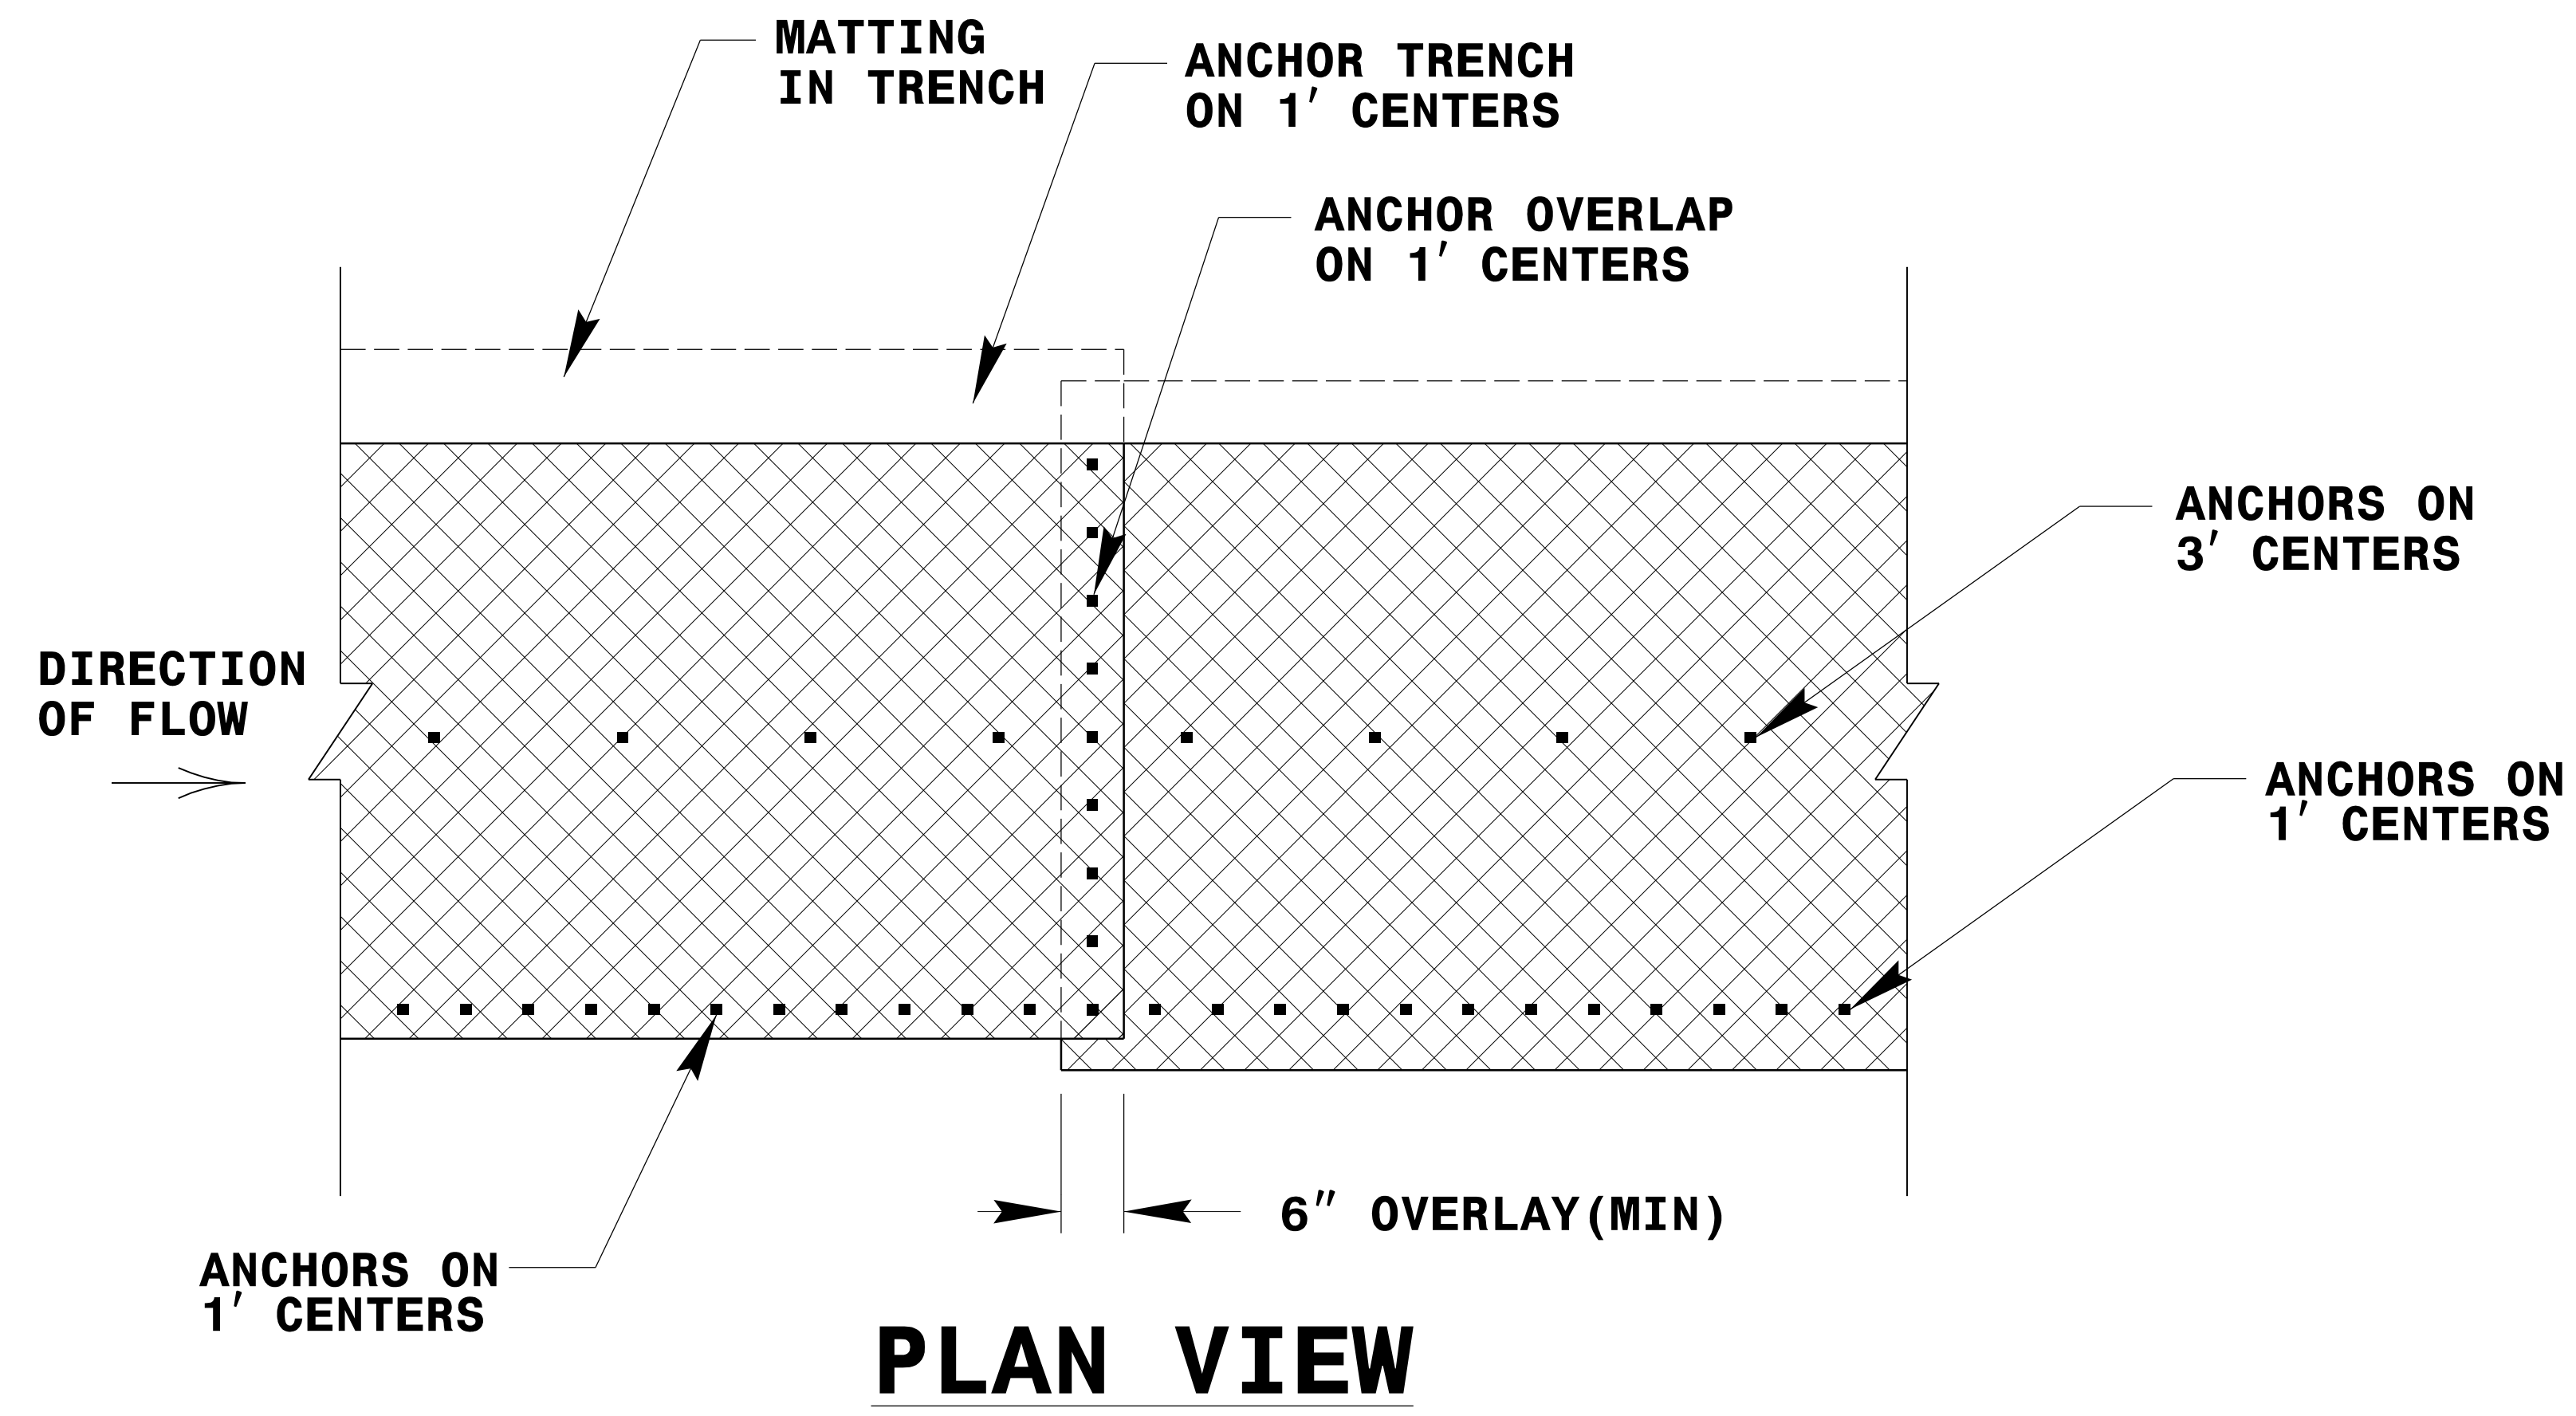 MATTING
IN TRENCH
ANCHOR TRENCH
ON 1' CENTERS
ANCHOR OVERLAP
ON 1' CENTERS
ANCHORS ON
3' CENTERS
DIRECTION
OF FLOW
ANCHORS ON
1' CENTERS
6" OVERLAY(MIN)
ANCHORS ON
1' CENTERS
PLAN VIEW